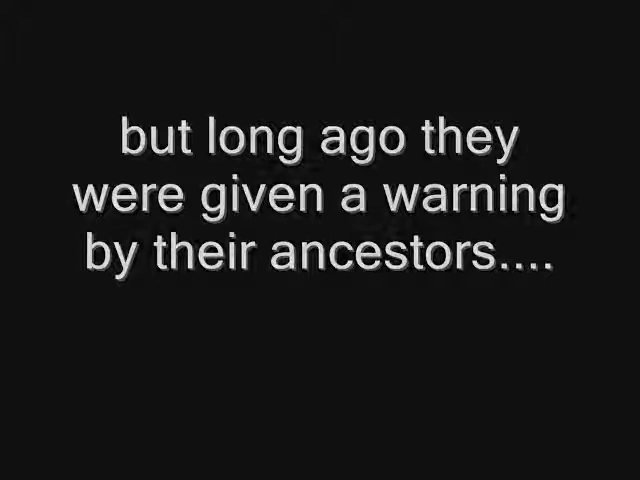 but long ago they
were given a warning
by their ancestors....